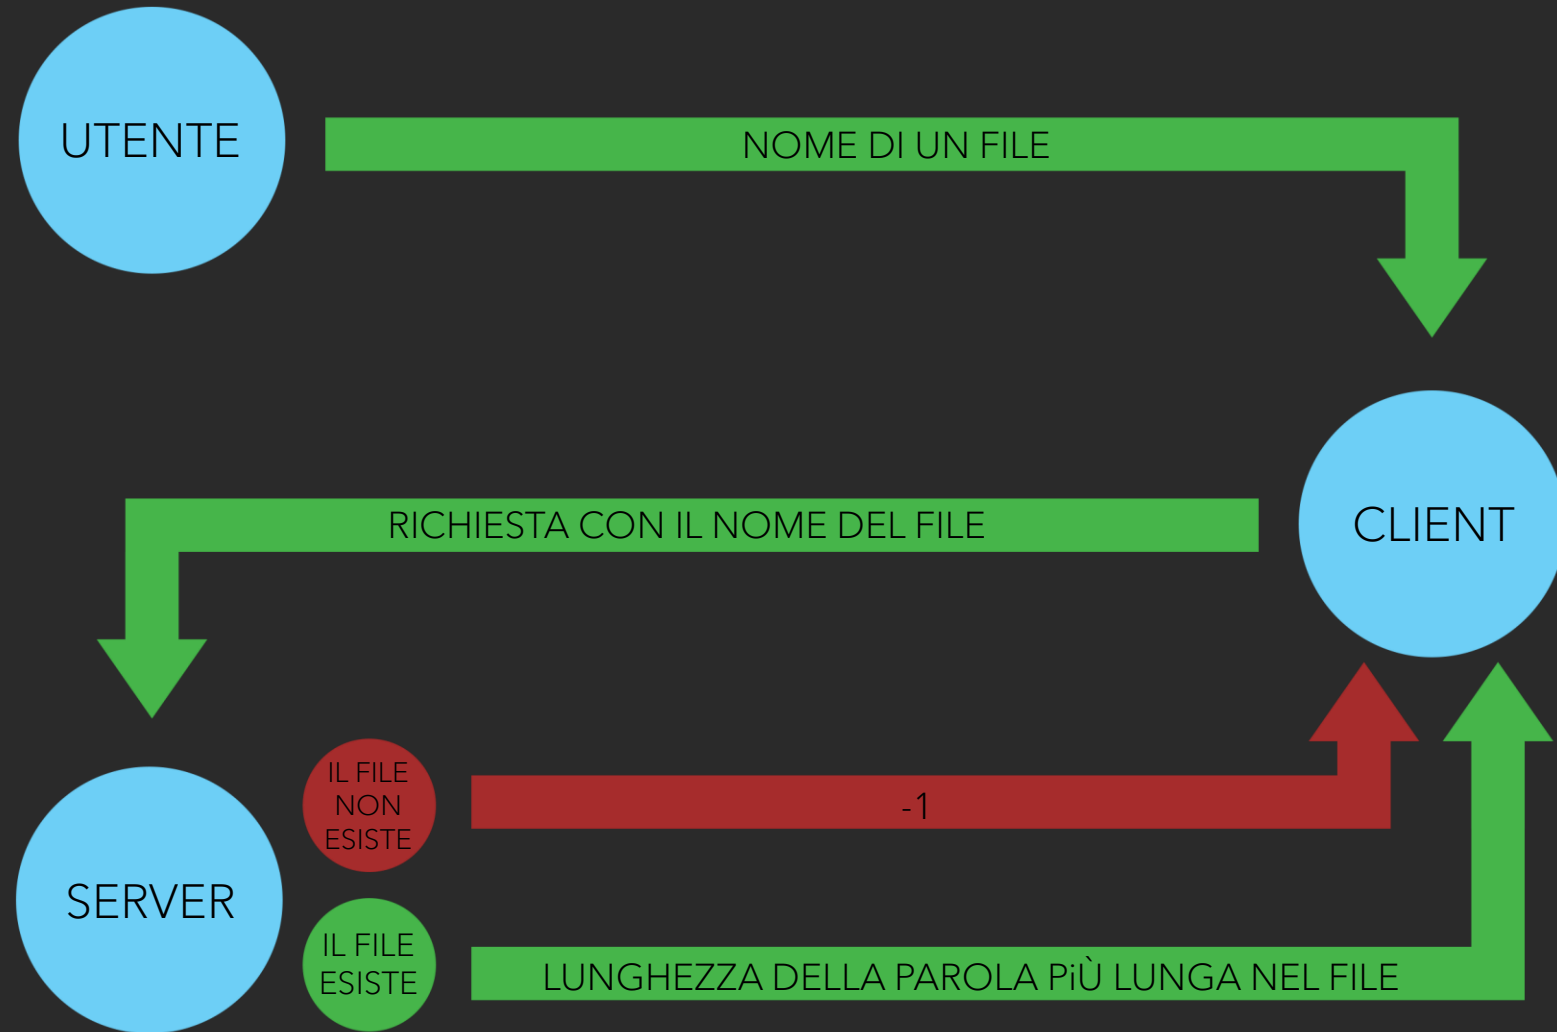 UTENTE
NOME DI UN FILE
RICHIESTA CON IL NOME DEL FILE
CLIENT
SERVER
IL FILE
NON
ESISTE
-1
IL FILE
ESISTE
LUNGHEZZA DELLA PAROLA PiÙ LUNGA NEL FILE